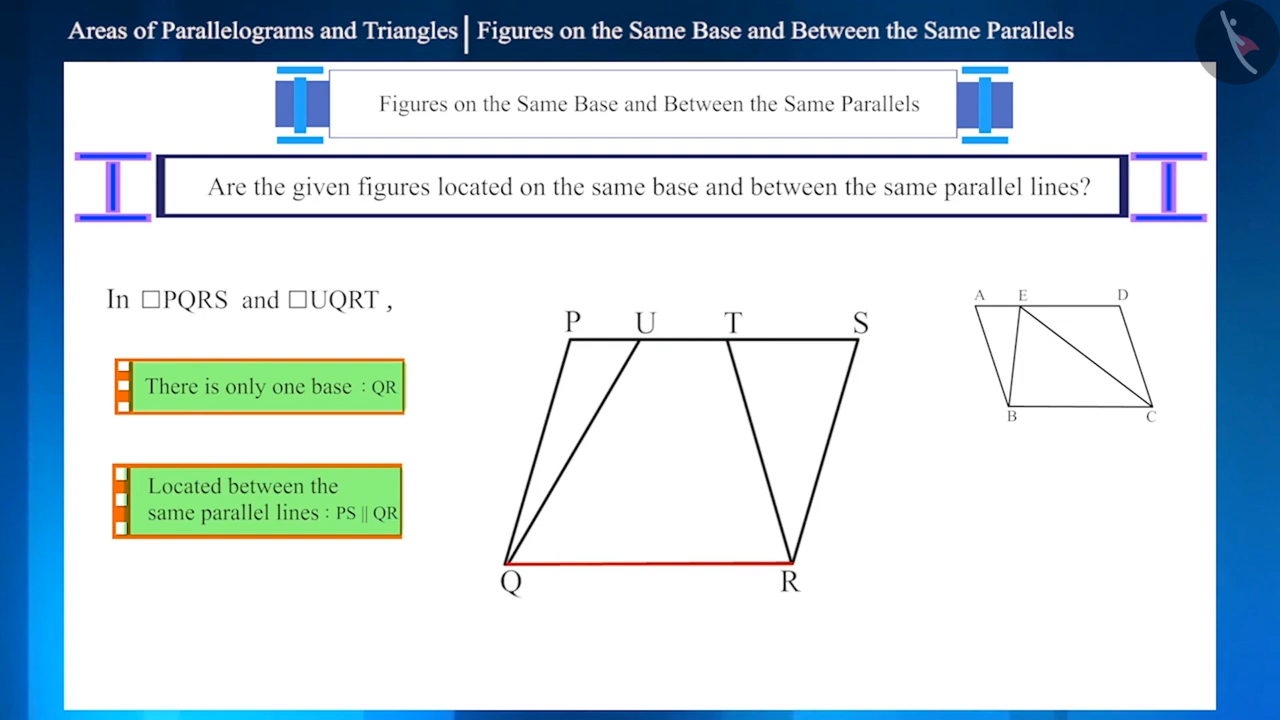 Areas of Parallelograms and Triangles | Figures on the Same Base and Between the Same Parallels
Figures on the Same Base and Between the Same Parallels
Are the given figures located on the same base and between the same parallel lines?
In □PQRS and □UQRT ,
There is only one base : QR
Located between the
same parallel lines : PS || QR
P U T S
Q R
A E D
B C